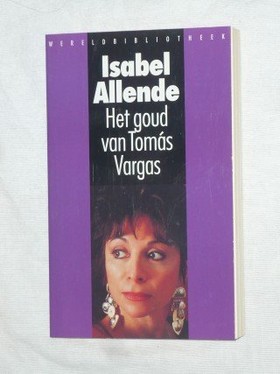 WERELDBIBLIOTHEEK
Isabel
Allende
Het goud
van Tomás
Vargas